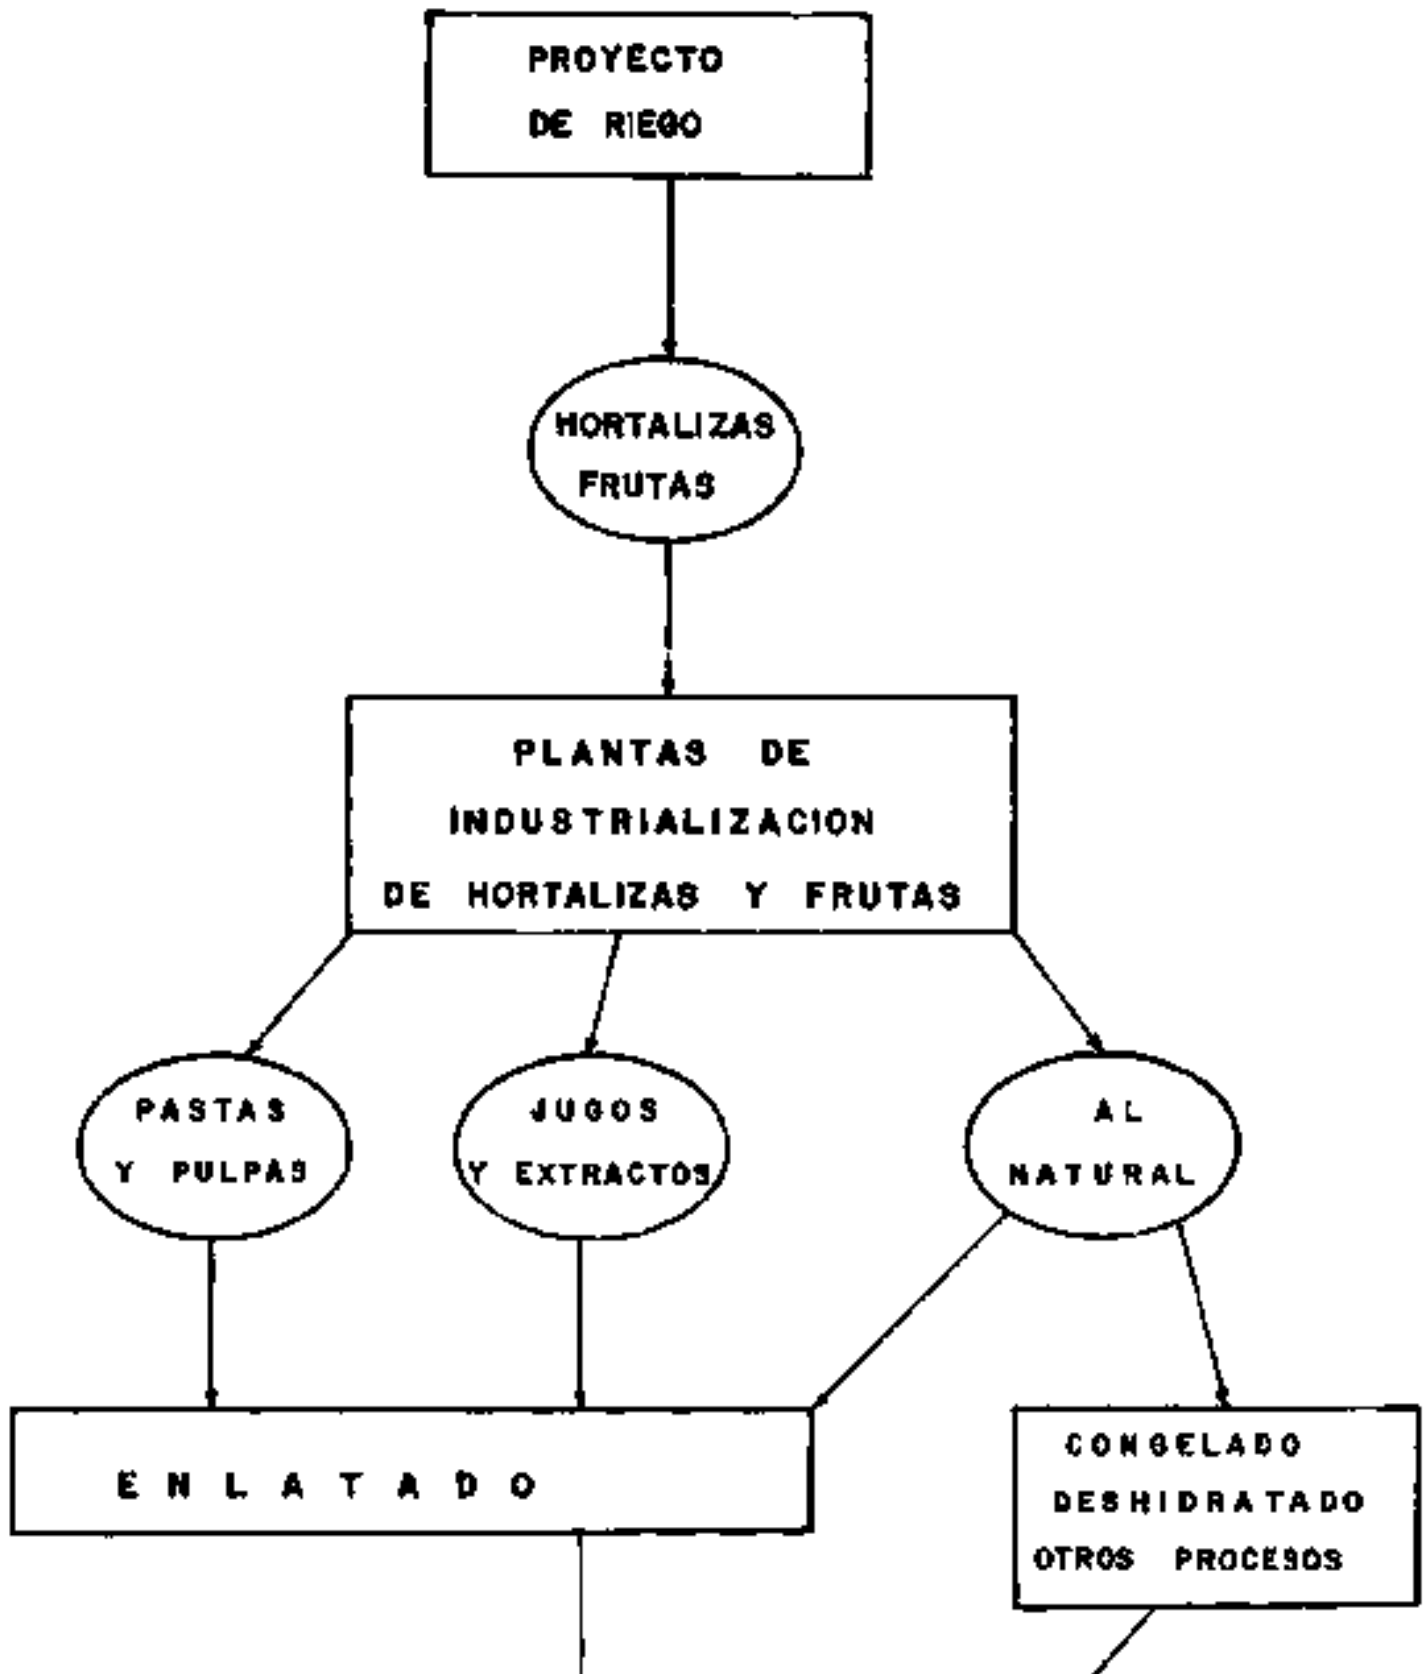 PROYECTO
DE RIEGO
HORTALIZAS
FRUTAS
PLANTAS DE
INDUSTRIALIZACION
DE HORTALIZAS Y FRUTAS
PASTAS
Y PULPAS
JUGOS
Y EXTRACTOS
AL
NATURAL
ENLATADO
CONGELADO
DESHIDRATADO
OTROS PROCESOS